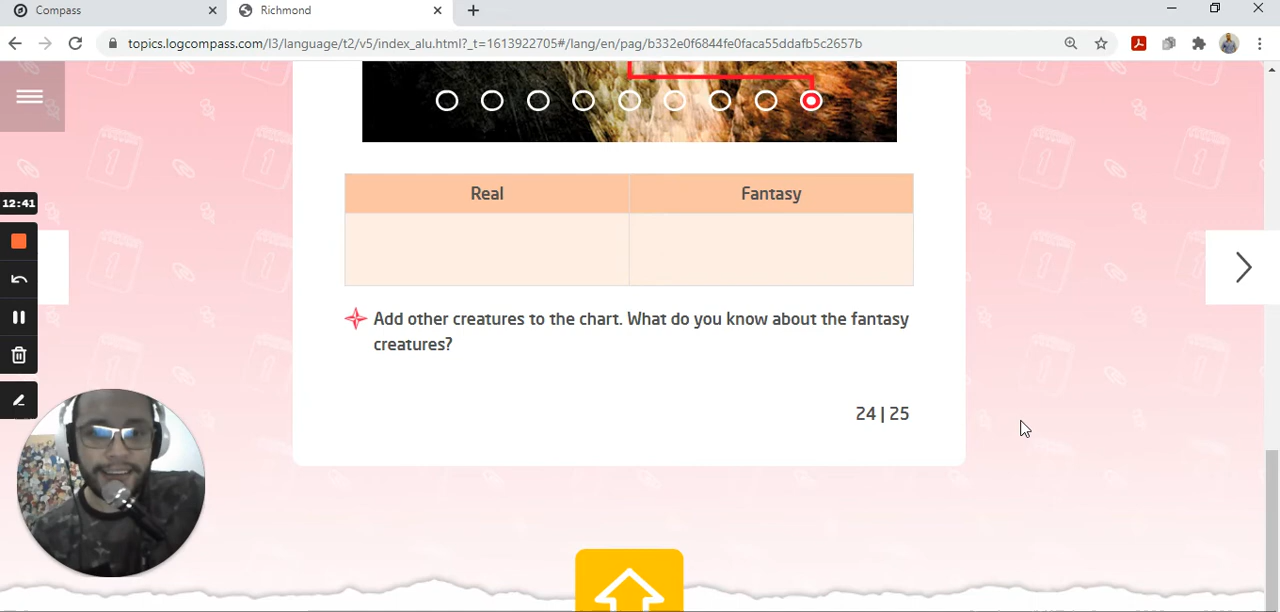 Compass
Richmond
topics.logcompass.com/l3/language/t2/v5/index_alu.html?_t=1613922705#/lang/en/pag/b332e0f6844fe0faca55ddafb5c2657b
12:41
Real
Fantasy
Add other creatures to the chart. What do you know about the fantasy
creatures?
24 | 25